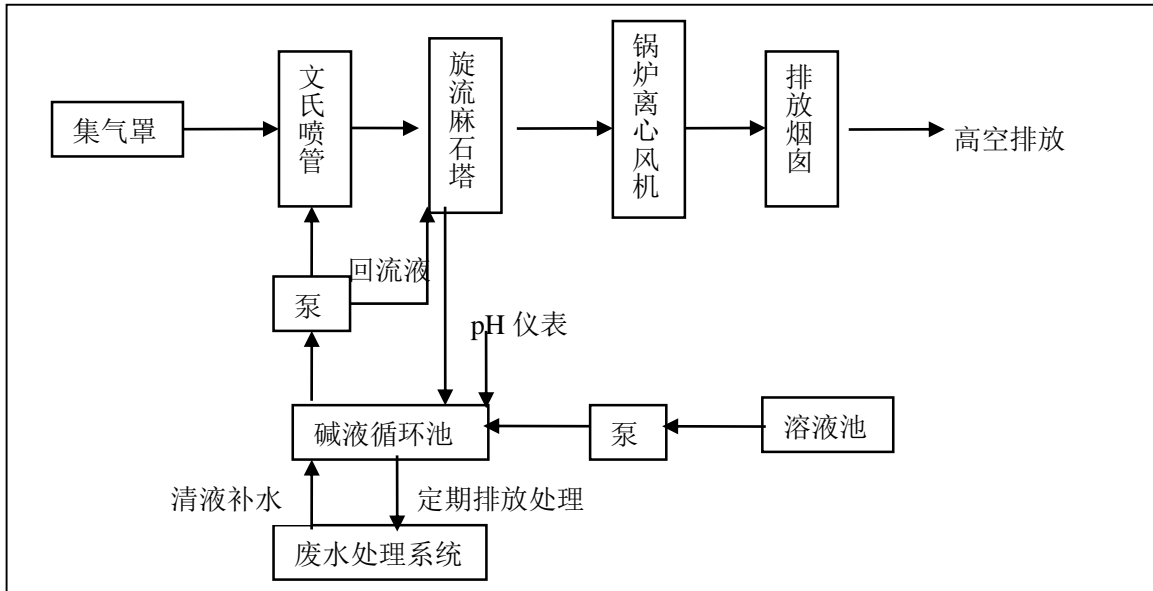 集气罩
文氏喷管
旋流麻石塔
锅炉离心风机
排放烟囱
高空排放
回流液
泵
pH 仪表
碱液循环池
泵
溶液池
清液补水
定期排放处理
废水处理系统